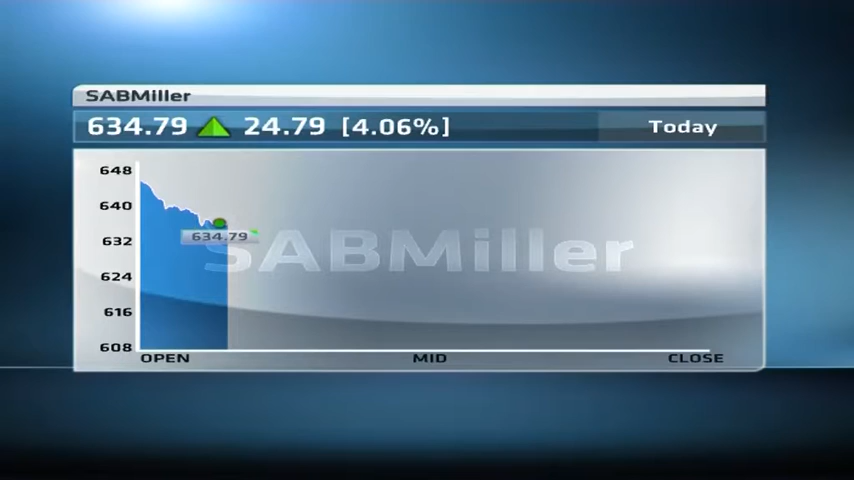 SABMiller
634.79 24.79 [4.06%] Today
648
640
632
624
616
608
634.79
SABMiller
OPEN MID CLOSE